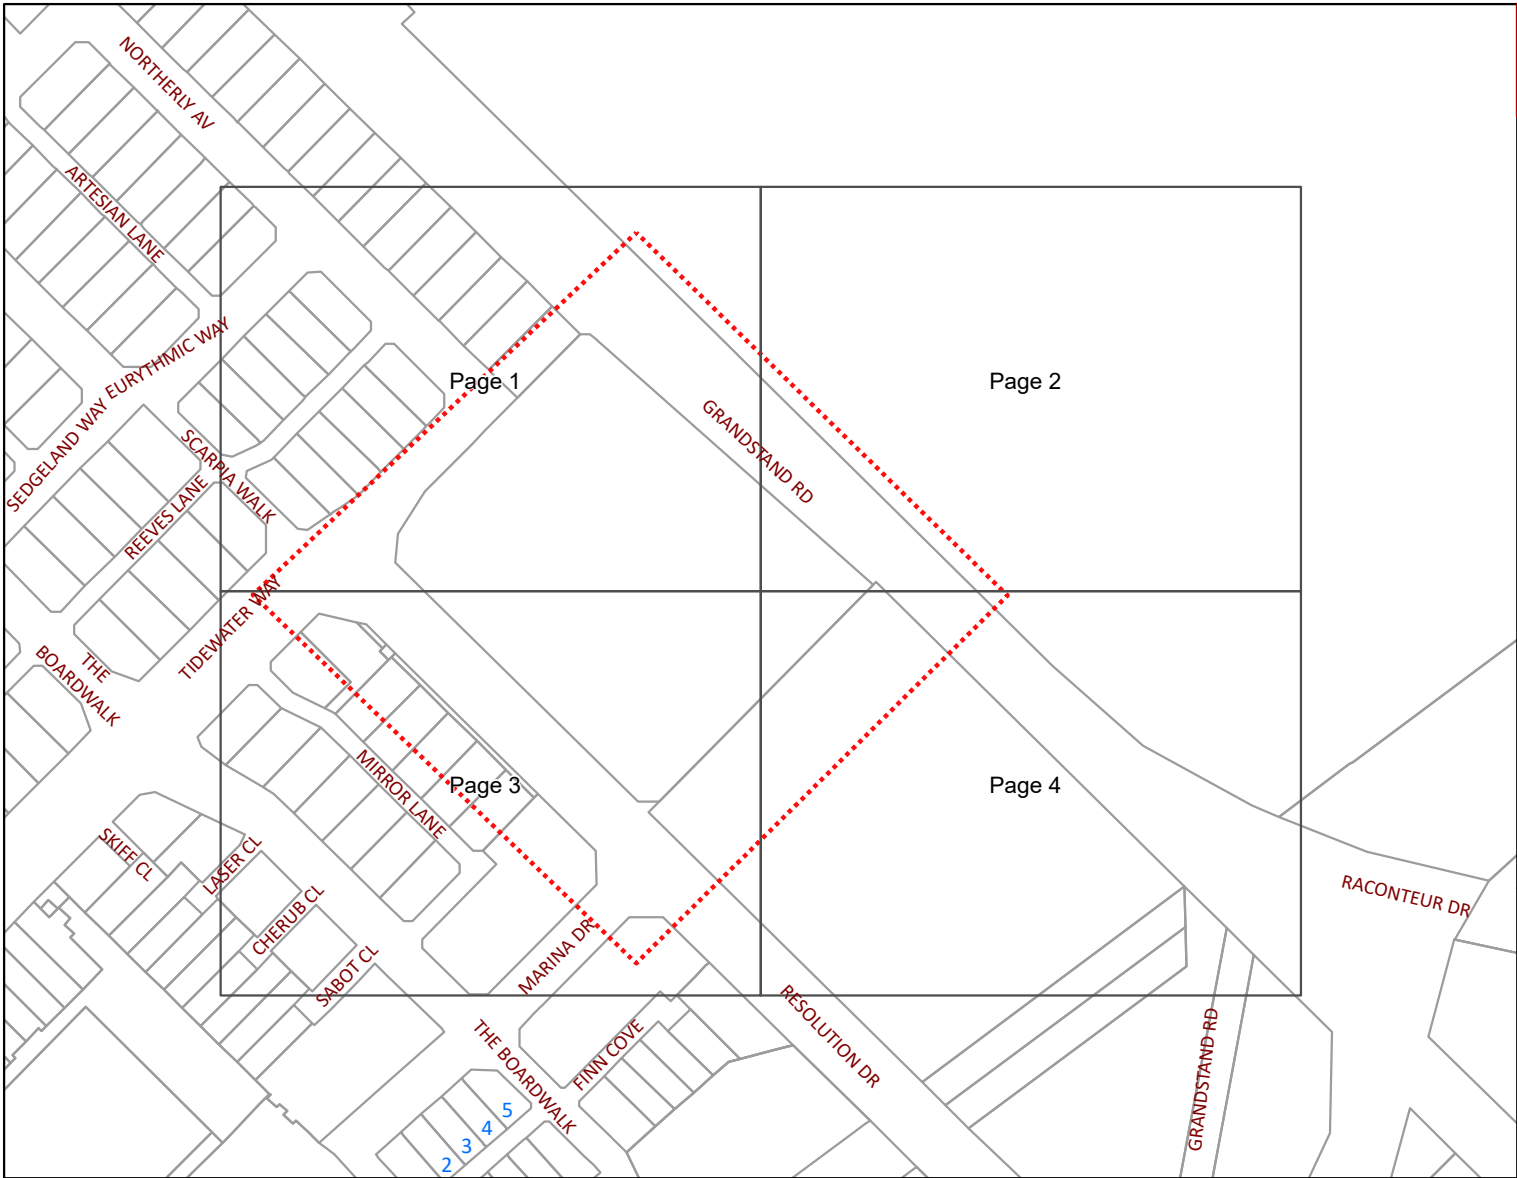 NORTHERLY AV
ARTESIAN LANE
EURYTHMIC WAY
SEDGELAND WAY
Page 1
Page 2
GRANDSTAND RD
SCARPIA WALK
REEVES LANE
TIDEWATER WAY
THE
BOARDWALK
MIRROR LANE
Page 3
Page 4
SKIFF CL
LASER CL
CHERUB CL
SABOT CL
MARINA DR
RACONTEUR DR
THE BOARDWALK
FINN COVE
RESOLUTION DR
GRANDSTAND RD
5
4
3
2